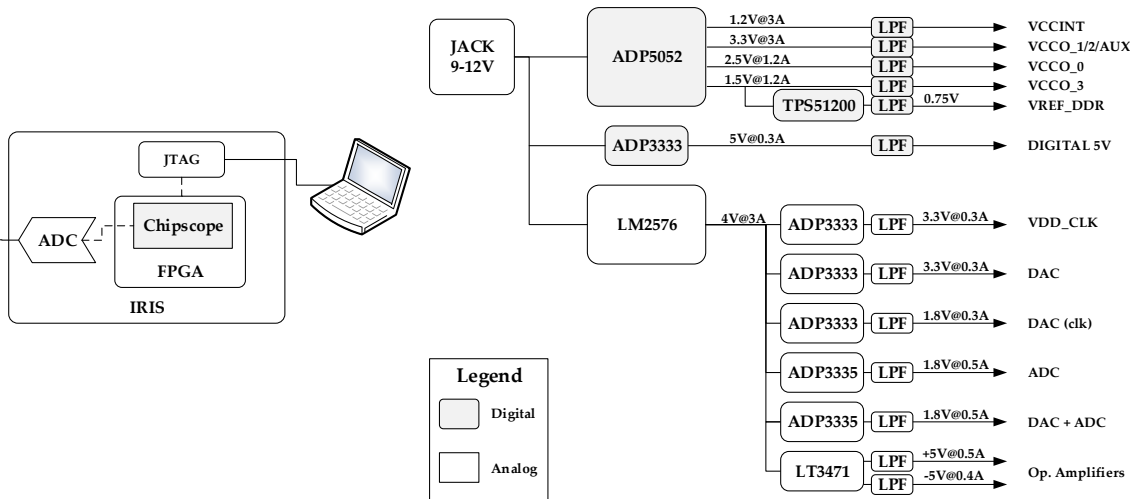 JTAG
ADC
Chipscope
FPGA
IRIS
JACK
9-12V
ADP5052
1.2V@3A
LPF
VCCINT
3.3V@3A
LPF
VCCO_1/2/AUX
2.5V@1.2A
LPF
VCCO_0
1.5V@1.2A
LPF
VCCO_3
TPS51200
LPF
0.75V
VREF_DDR
ADP3333
5V@0.3A
LPF
DIGITAL 5V
LM2576
4V@3A
ADP3333
LPF
3.3V@0.3A
VDD_CLK
ADP3333
LPF
3.3V@0.3A
DAC
ADP3333
LPF
1.8V@0.3A
DAC (clk)
ADP3335
LPF
1.8V@0.5A
ADC
ADP3335
LPF
1.8V@0.5A
DAC + ADC
LT3471
LPF
+5V@0.5A
LPF
-5V@0.4A
Op. Amplifiers
Legend
Digital
Analog